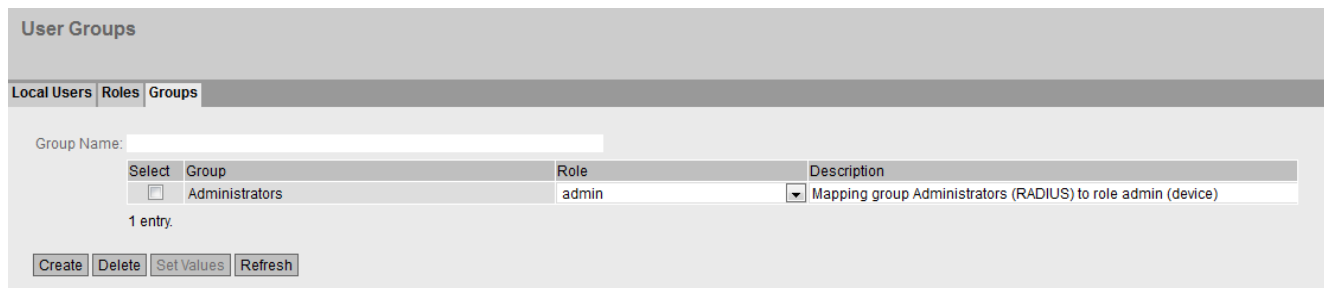 User Groups
Local Users Roles Groups
Group Name:
Select Group Role Description
Administrators admin Mapping group Administrators (RADIUS) to role admin (device)
1 entry.
Create Delete Set Values Refresh